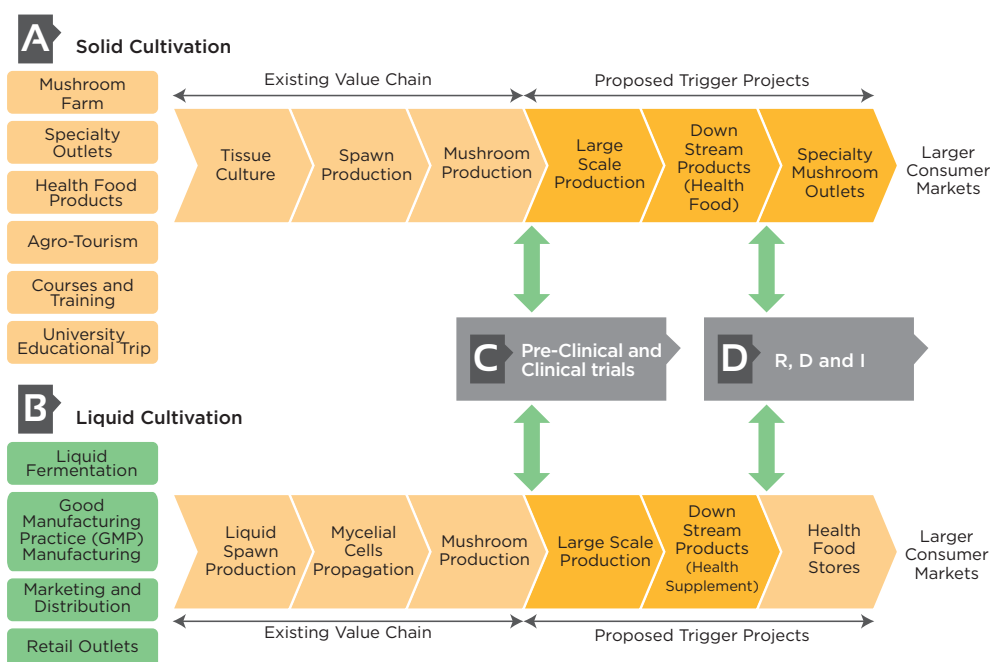 A
Solid Cultivation
Mushroom
Farm
Specialty
Outlets
Health Food
Products
Agro-Tourism
Courses and
Training
University
Educational Trip
Existing Value Chain
Proposed Trigger Projects
Tissue
Culture
Spawn
Production
Mushroom
Production
Large
Scale
Production
Down
Stream
Products
(Health
Food)
Specialty
Mushroom
Outlets
Larger
Consumer
Markets
C
Pre-Clinical and
Clinical trials
D
R, D and I
B
Liquid Cultivation
Liquid
Fermentation
Good
Manufacturing
Practice (GMP)
Manufacturing
Marketing and
Distribution
Retail Outlets
Liquid
Spawn
Production
Mycelial
Cells
Propagation
Mushroom
Production
Large Scale
Production
Down
Stream
Products
(Health
Supplement)
Health
Food
Stores
Larger
Consumer
Markets
Existing Value Chain
Proposed Trigger Projects